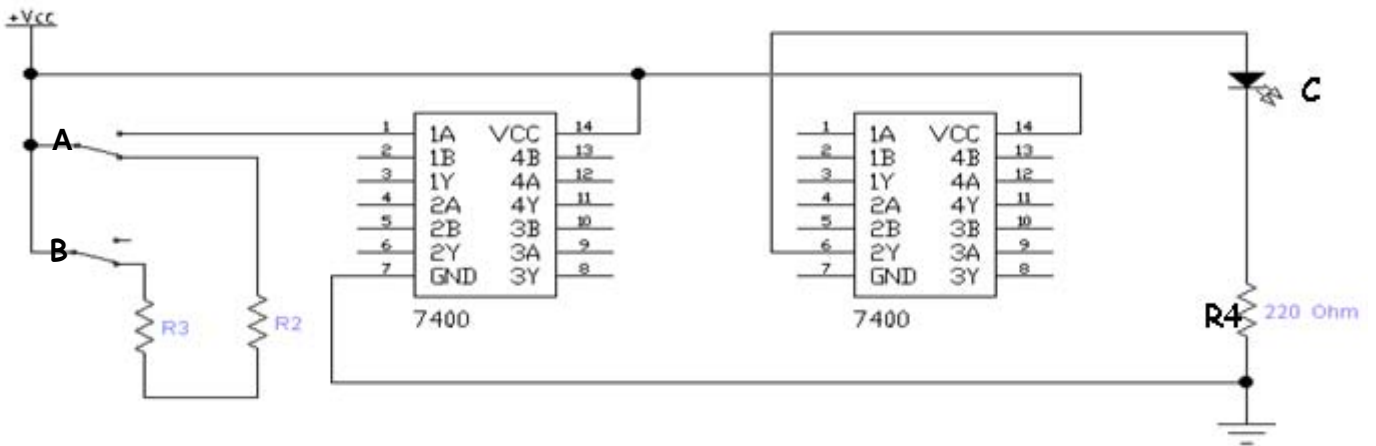 +Vcc
A
B
R3
R2
1 1A VCC 14
2 1B 4B 13
3 1Y 4A 12
4 2A 4Y 11
5 2B 3B 10
6 2Y 3A 9
7 GND 3Y 8
7400
1 1A VCC 14
2 1B 4B 13
3 1Y 4A 12
4 2A 4Y 11
5 2B 3B 10
6 2Y 3A 9
7 GND 3Y 8
7400
C
R4 220 Ohm